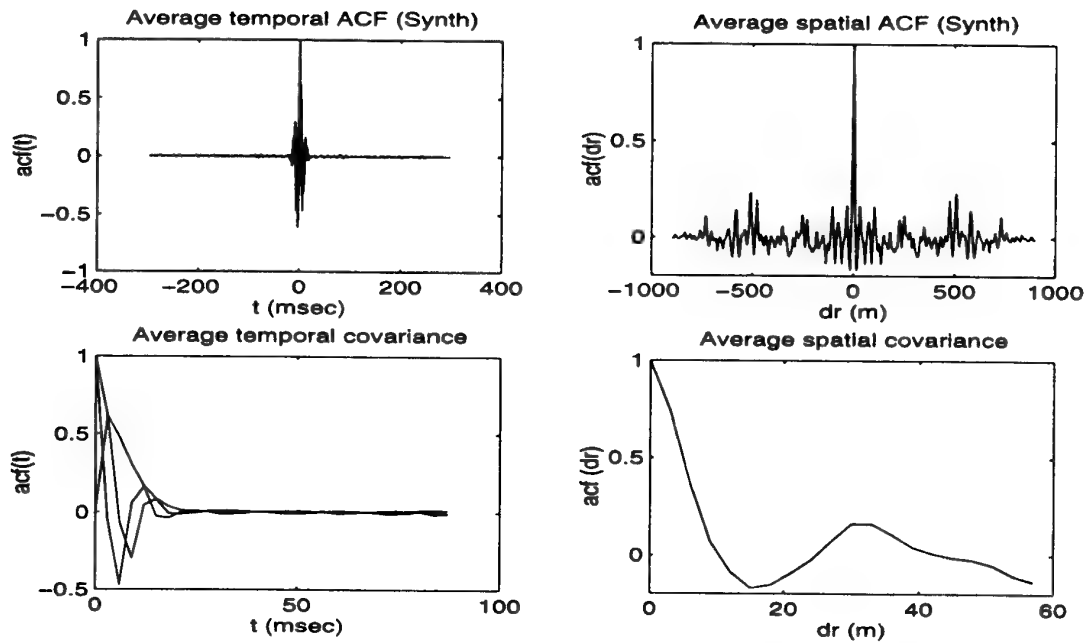 Average temporal ACF (Synth)
1
0.5
0
−0.5
−1
acf(t)
−400
−200
0
200
400
t (msec)
Average spatial ACF (Synth)
1
0.5
0
acf(dr)
−1000
−500
0
500
1000
dr (m)
Average temporal covariance
1
0.5
0
−0.5
acf(t)
0
50
100
t (msec)
Average spatial covariance
1
0.5
0
acf (dr)
0
20
40
60
dr (m)